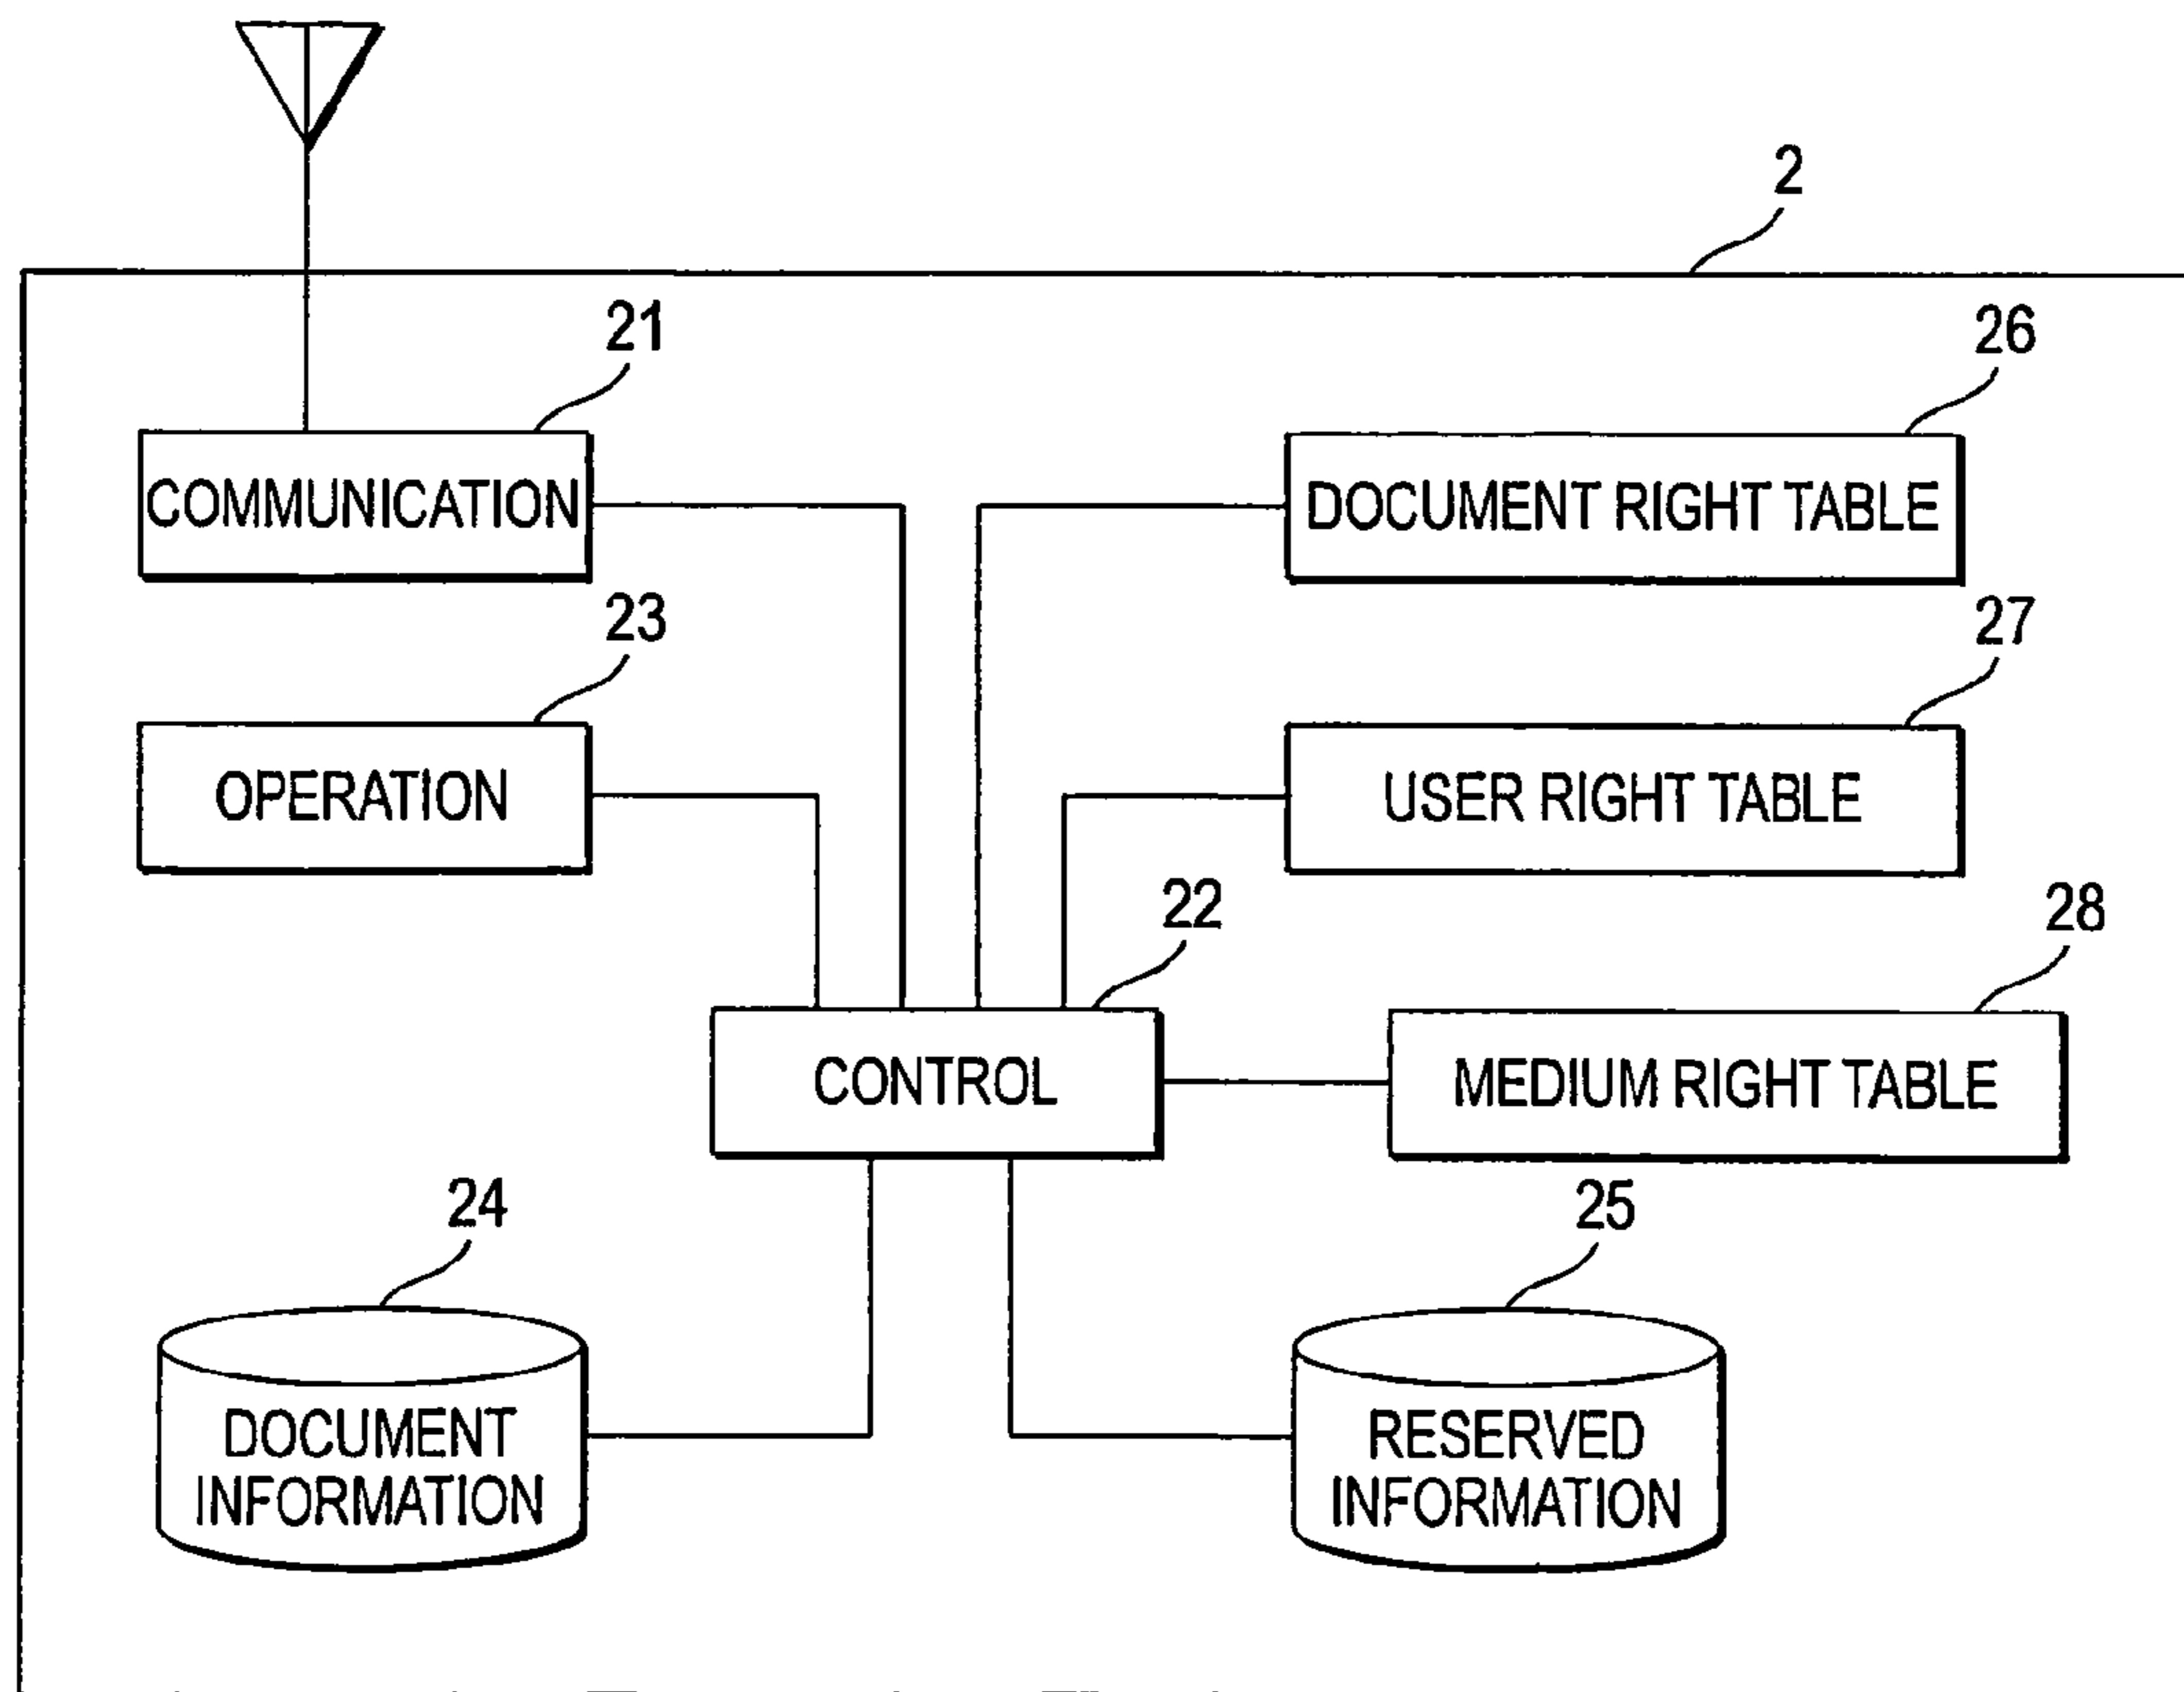 2
21
26
COMMUNICATION
DOCUMENT RIGHT TABLE
23
27
OPERATION
USER RIGHT TABLE
22
28
CONTROL
MEDIUM RIGHT TABLE
24
25
DOCUMENT
INFORMATION
RESERVED
INFORMATION